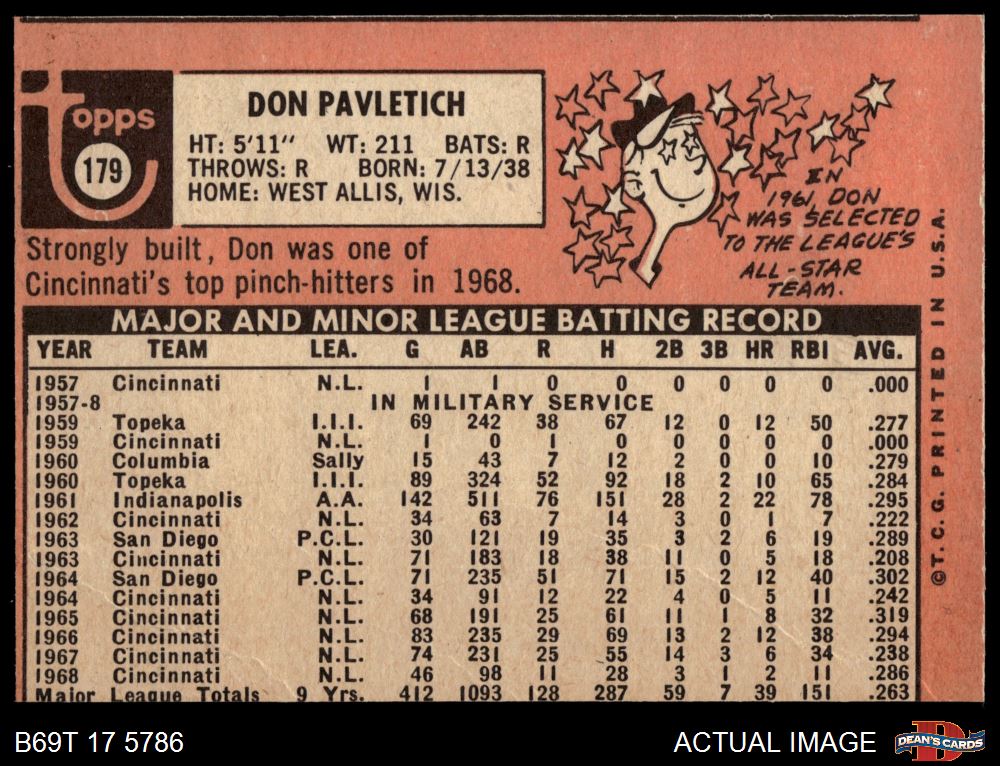 topps
179
DON PAVLETICH
HT: 5'11" WT: 211 BATS: R
THROWS: R BORN: 7/13/38
HOME: WEST ALLIS, WIS.
IN
1961, DON
WAS SELECTED
TO THE LEAGUE'S
ALL-STAR
TEAM.
Strongly built, Don was one of
Cincinnati's top pinch-hitters in 1968.
MAJOR AND MINOR LEAGUE BATTING RECORD
YEAR TEAM LEA. G AB R H 2B 3B HR RBI AVG.
1957 Cincinnati N.L. 1 1 0 0 0 0 0 0 .000
1957-8 IN MILITARY SERVICE
1959 Topeka I.I.I. 69 242 38 67 12 0 12 50 .277
1959 Cincinnati N.L. 1 0 1 0 0 0 0 0 .000
1960 Columbia Sally 15 43 7 12 2 0 0 10 .279
1960 Topeka I.I.I. 89 324 52 92 18 2 10 65 .284
1961 Indianapolis A.A. 142 511 76 151 28 2 22 78 .295
1962 Cincinnati N.L. 34 63 7 14 3 0 1 7 .222
1963 San Diego P.C.L. 30 121 19 35 3 2 6 19 .289
1963 Cincinnati N.L. 71 183 18 38 11 0 5 18 .208
1964 San Diego P.C.L. 71 235 51 71 15 2 12 40 .302
1964 Cincinnati N.L. 34 91 12 22 4 0 5 11 .242
1965 Cincinnati N.L. 68 191 25 61 11 1 8 32 .319
1966 Cincinnati N.L. 83 235 29 69 13 2 12 38 .294
1967 Cincinnati N.L. 74 231 25 55 14 3 6 34 .238
1968 Cincinnati N.L. 46 98 11 28 3 1 2 11 .286
Major League Totals 9 Yrs. 412 1093 128 287 59 7 39 151 .263
©T.C.G. PRINTED IN U.S.A.
B69T 17 5786
ACTUAL IMAGE
DEAN'S CARDS